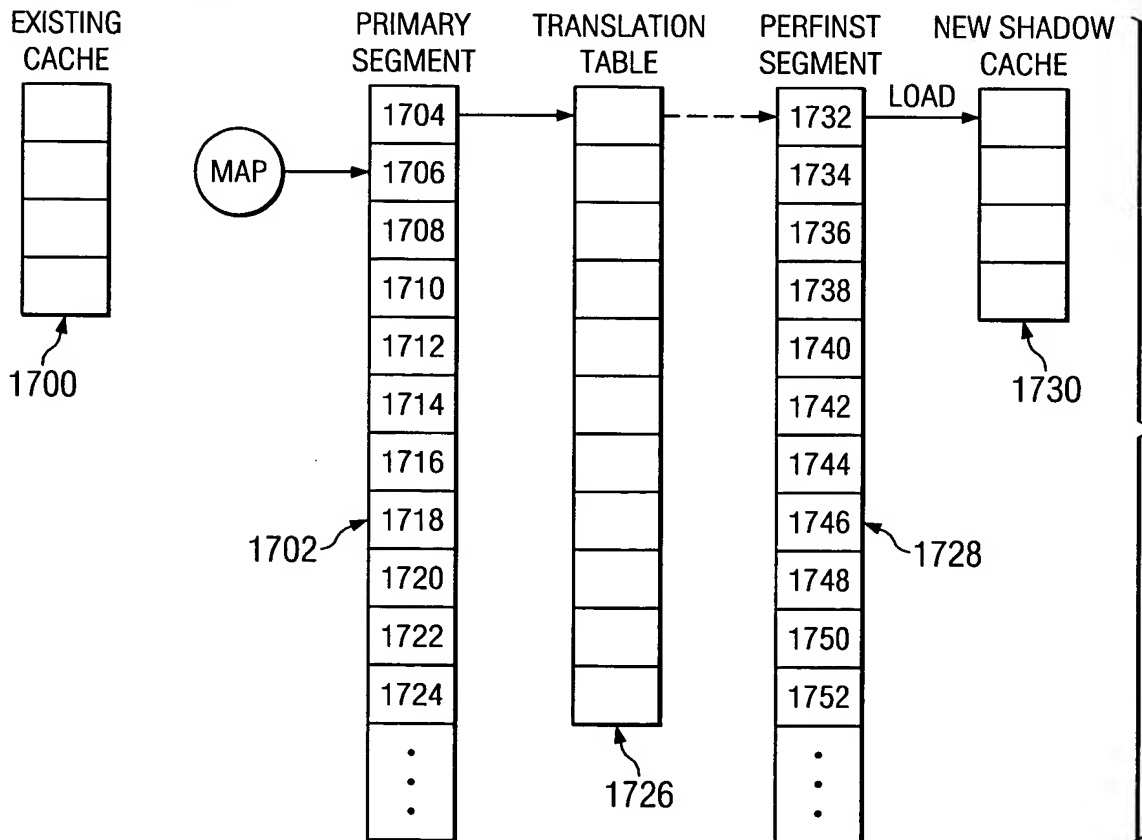 EXISTING
CACHE
PRIMARY
SEGMENT
TRANSLATION
TABLE
PERFINST
SEGMENT
NEW SHADOW
CACHE
MAP
LOAD
1704
1706
1708
1710
1712
1714
1716
1718
1720
1722
1724
1732
1734
1736
1738
1740
1742
1744
1746
1748
1750
1752
1700
1702
1726
1728
1730